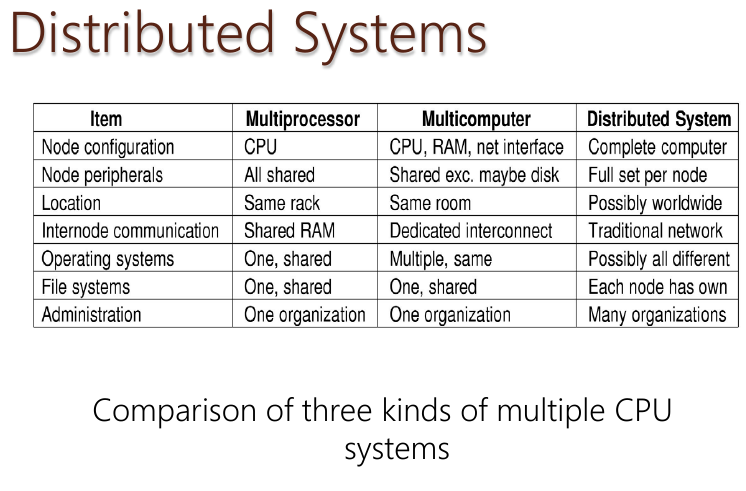 Distributed Systems
Item Multiprocessor Multicomputer Distributed System
Node configuration CPU CPU, RAM, net interface Complete computer
Node peripherals All shared Shared exc. maybe disk Full set per node
Location Same rack Same room Possibly worldwide
Internode communication Shared RAM Dedicated interconnect Traditional network
Operating systems One, shared Multiple, same Possibly all different
File systems One, shared One, shared Each node has own
Administration One organization One organization Many organizations
Comparison of three kinds of multiple CPU
systems